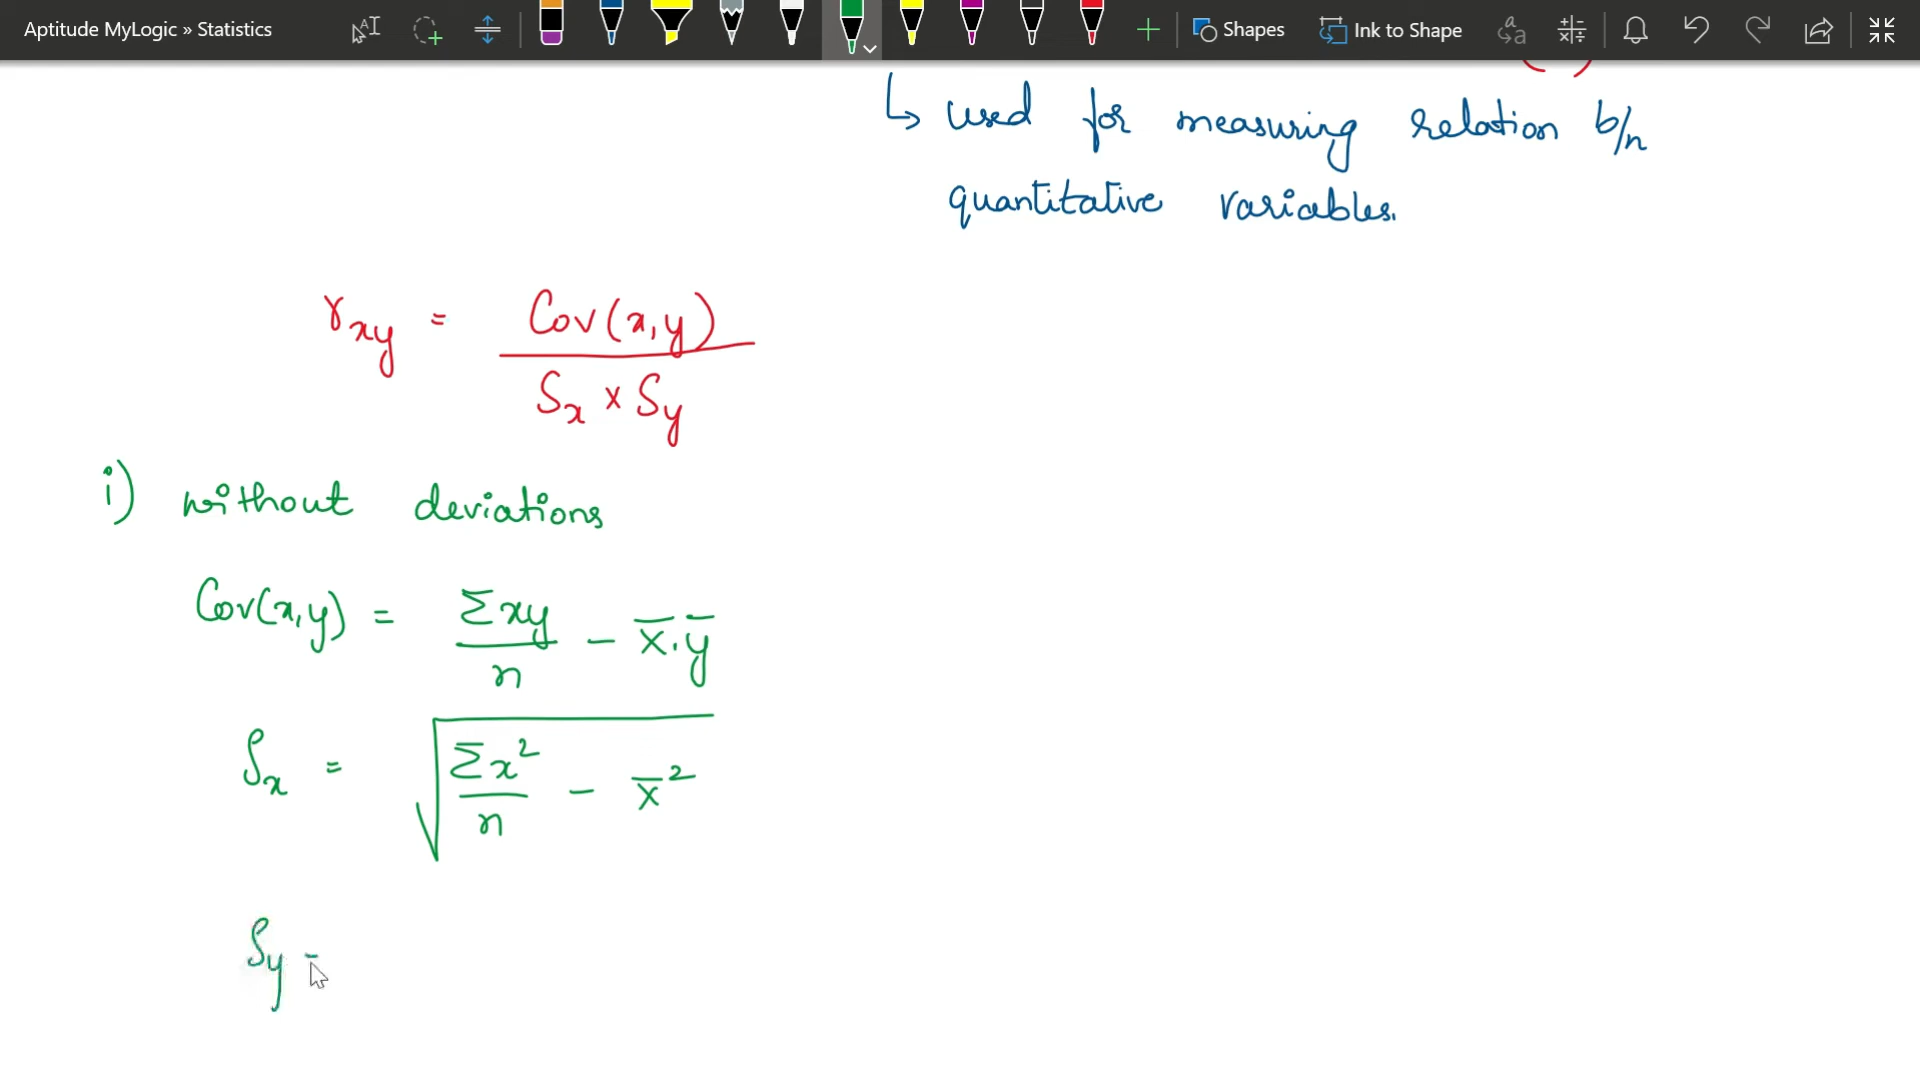 Aptitude MyLogic » Statistics
Shapes
Ink to Shape
↳ used for measuring relation b/n
quantitative variables.
r_xy = Cov(x,y) / S_x × S_y
i) without deviations
Cov(x,y) = Σxy / n − x̄.ȳ
S_x = √(Σx² / n − x̄²)
S_y -